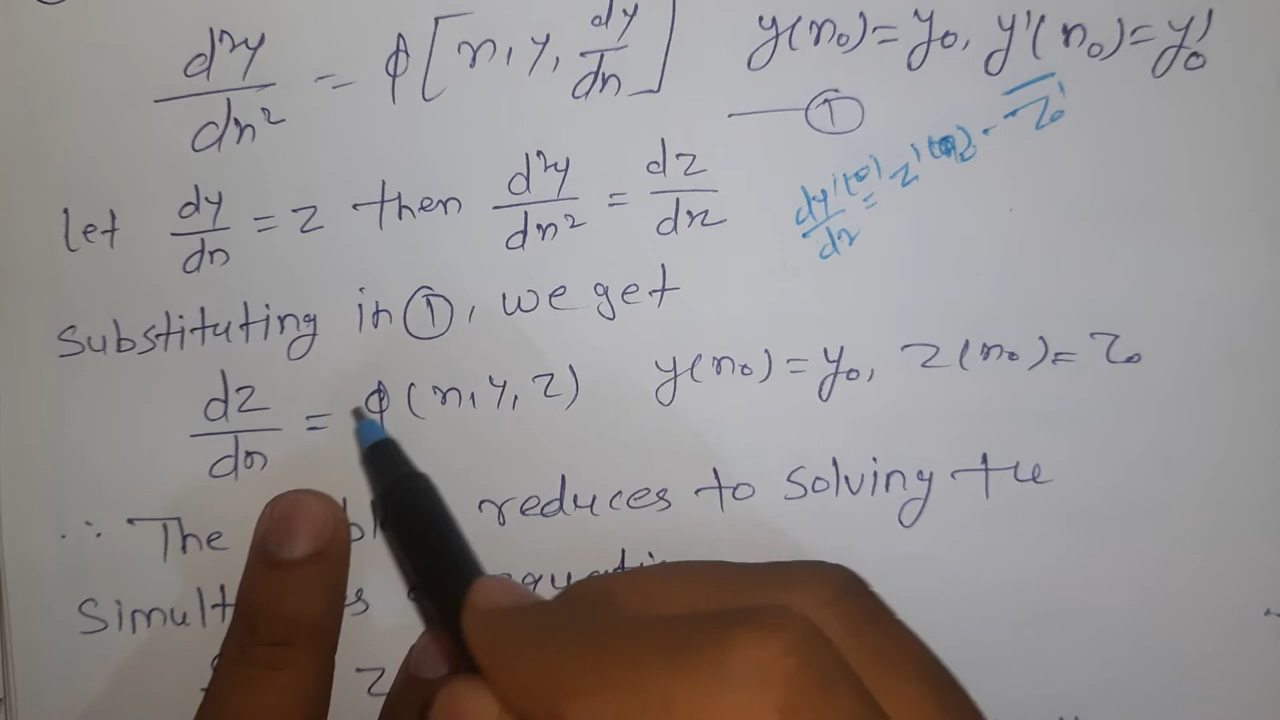 d²y/dx² = φ[x, y, dy/dx] y(x₀) = y₀, y'(x₀) = y₀'
— ①
Let dy/dx = z then d²y/dx² = dz/dx
Substituting in ①, we get
dz/dx = φ(x, y, z) y(x₀) = y₀, z(x₀) = z₀
∴ The reduces to solving the
z